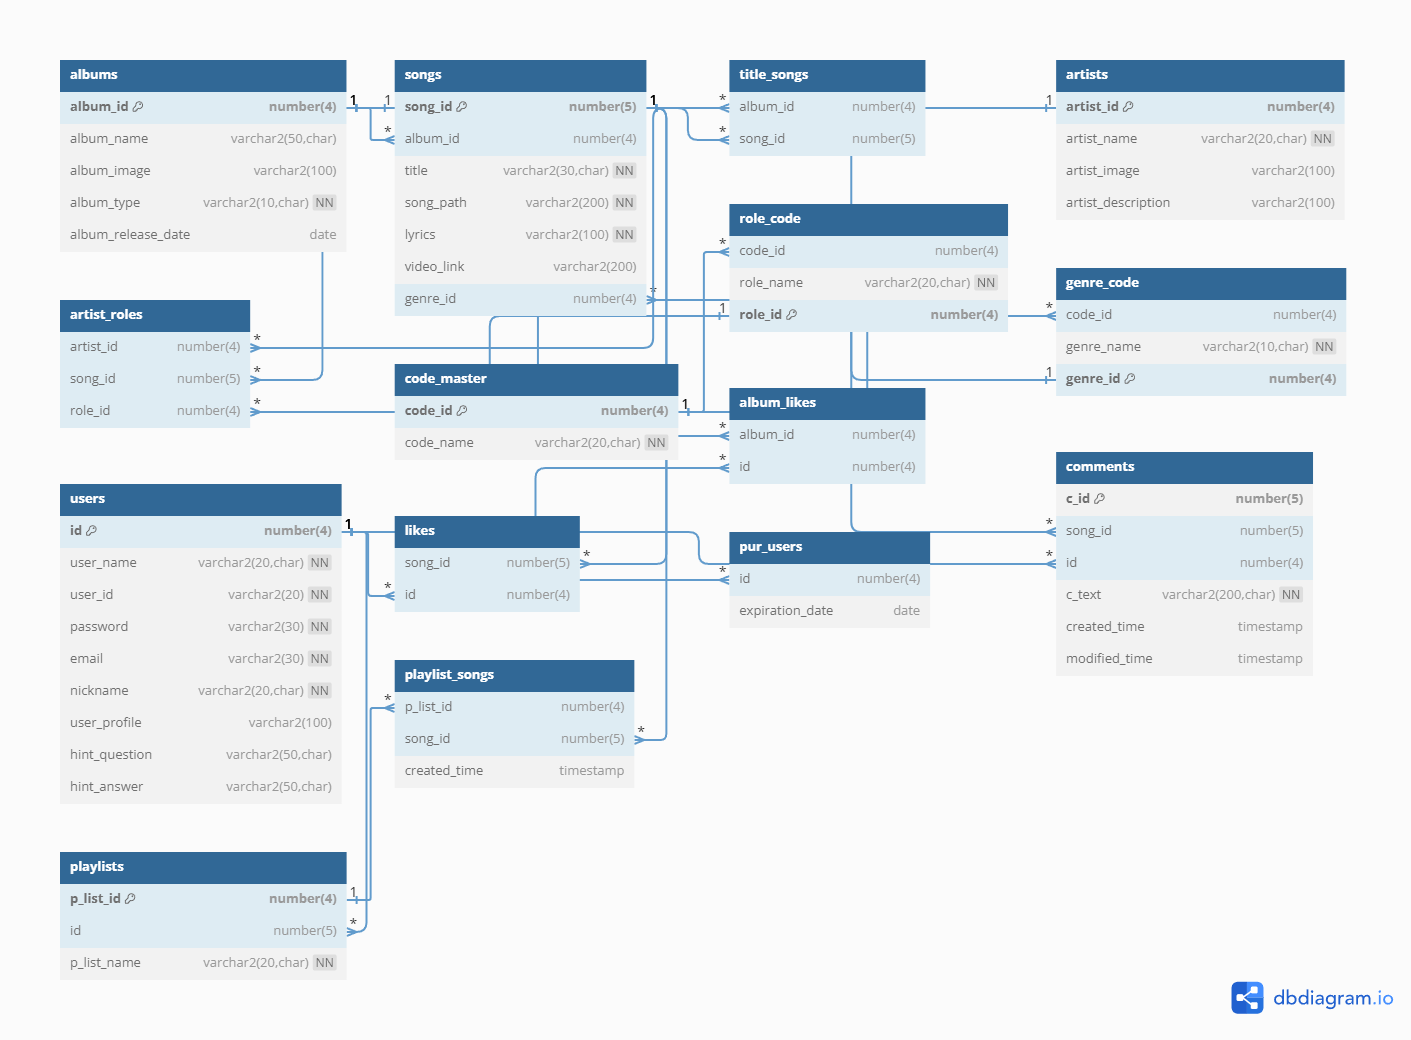 albums
album_id number(4)
album_name varchar2(50,char)
album_image varchar2(100)
album_type varchar2(10,char) NN
album_release_date date
1
1
*
songs
song_id number(5)
album_id number(4)
title varchar2(30,char) NN
song_path varchar2(200) NN
lyrics varchar2(100) NN
video_link varchar2(200)
genre_id number(4)
1
*
*
*
title_songs
album_id number(4)
song_id number(5)
1
artists
artist_id number(4)
artist_name varchar2(20,char) NN
artist_image varchar2(100)
artist_description varchar2(100)
*
1
role_code
code_id number(4)
role_name varchar2(20,char) NN
role_id number(4)
*
1
genre_code
code_id number(4)
genre_name varchar2(10,char) NN
genre_id number(4)
artist_roles
artist_id number(4)
song_id number(5)
role_id number(4)
*
*
*
code_master
code_id number(4)
code_name varchar2(20,char) NN
1
*
*
album_likes
album_id number(4)
id number(4)
comments
c_id number(5)
song_id number(5)
id number(4)
c_text varchar2(200,char) NN
created_time timestamp
modified_time timestamp
*
*
users
id number(4)
user_name varchar2(20,char) NN
user_id varchar2(20) NN
password varchar2(30) NN
email varchar2(30) NN
nickname varchar2(20,char) NN
user_profile varchar2(100)
hint_question varchar2(50,char)
hint_answer varchar2(50,char)
1
*
likes
song_id number(5)
id number(4)
*
*
pur_users
id number(4)
expiration_date date
*
playlist_songs
p_list_id number(4)
song_id number(5)
created_time timestamp
*
playlists
p_list_id number(4)
id number(5)
p_list_name varchar2(20,char) NN
1
*
dbdiagram.io